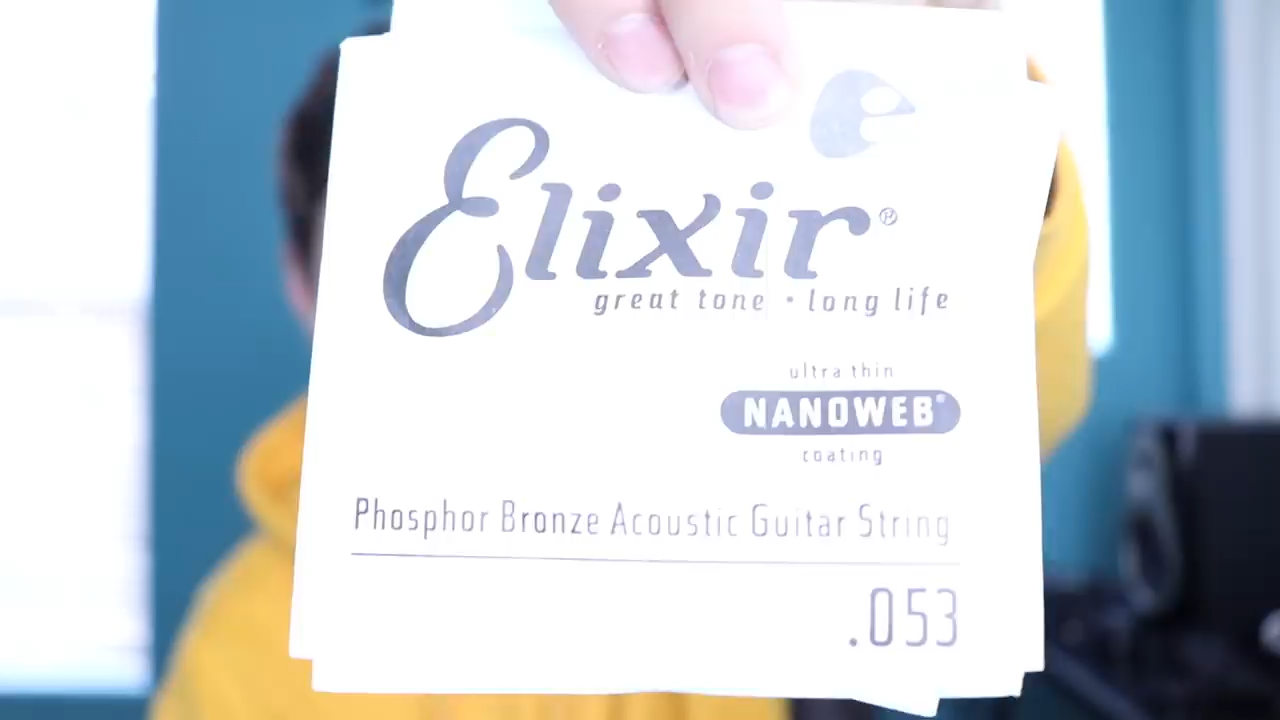 Elixir®
great tone • long life
ultra thin
NANOWEB®
coating
Phosphor Bronze Acoustic Guitar String
.053